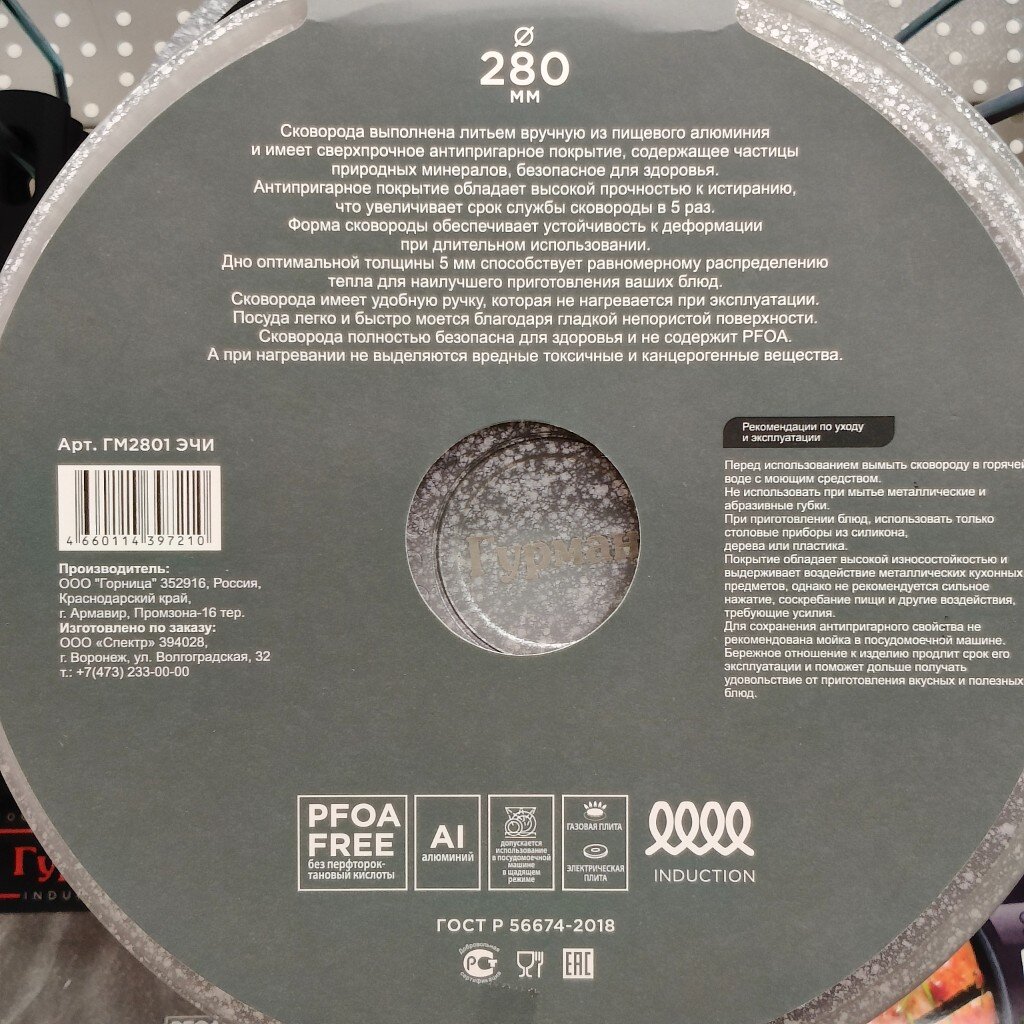 Ø
280
ММ
Сковорода выполнена литьем вручную из пищевого алюминия
и имеет сверхпрочное антипригарное покрытие, содержащее частицы
природных минералов, безопасное для здоровья.
Антипригарное покрытие обладает высокой прочностью к истиранию,
что увеличивает срок службы сковороды в 5 раз.
Форма сковороды обеспечивает устойчивость к деформации
при длительном использовании.
Дно оптимальной толщины 5 мм способствует равномерному распределению
тепла для наилучшего приготовления ваших блюд.
Сковорода имеет удобную ручку, которая не нагревается при эксплуатации.
Посуда легко и быстро моется благодаря гладкой непористой поверхности.
Сковорода полностью безопасна для здоровья и не содержит PFOA.
А при нагревании не выделяются вредные токсичные и канцерогенные вещества.
Арт. ГМ2801 ЭЧИ
4 660114 397210
Производитель:
ООО "Горница" 352916, Россия,
Краснодарский край,
г. Армавир, Промзона-16 тер.
Изготовлено по заказу:
ООО «Спектр» 394028,
г. Воронеж, ул. Волгоградская, 32
т.: +7(473) 233-00-00
Гурман
Рекомендации по уходу
и эксплуатации
Перед использованием вымыть сковороду в горячей
воде с моющим средством.
Не использовать при мытье металлические и
абразивные губки.
При приготовлении блюд, использовать только
столовые приборы из силикона,
дерева или пластика.
Покрытие обладает высокой износостойкостью и
выдерживает воздействие металлических кухонных
предметов, однако не рекомендуется сильное
нажатие, соскребание пищи и другие воздействия,
требующие усилия.
Для сохранения антипригарного свойства не
рекомендована мойка в посудомоечной машине.
Бережное отношение к изделию продлит срок его
эксплуатации и поможет дольше получать
удовольствие от приготовления вкусных и полезных
блюд.
PFOA
FREE
без перфторок-
тановый кислоты
Al
алюминий
допускается
использование
в посудомоечной
машине
в щадящем
режиме
ГАЗОВАЯ ПЛИТА
ЭЛЕКТРИЧЕСКАЯ
ПЛИТА
INDUCTION
ГОСТ Р 56674-2018
Добровольная
сертификация
EAC